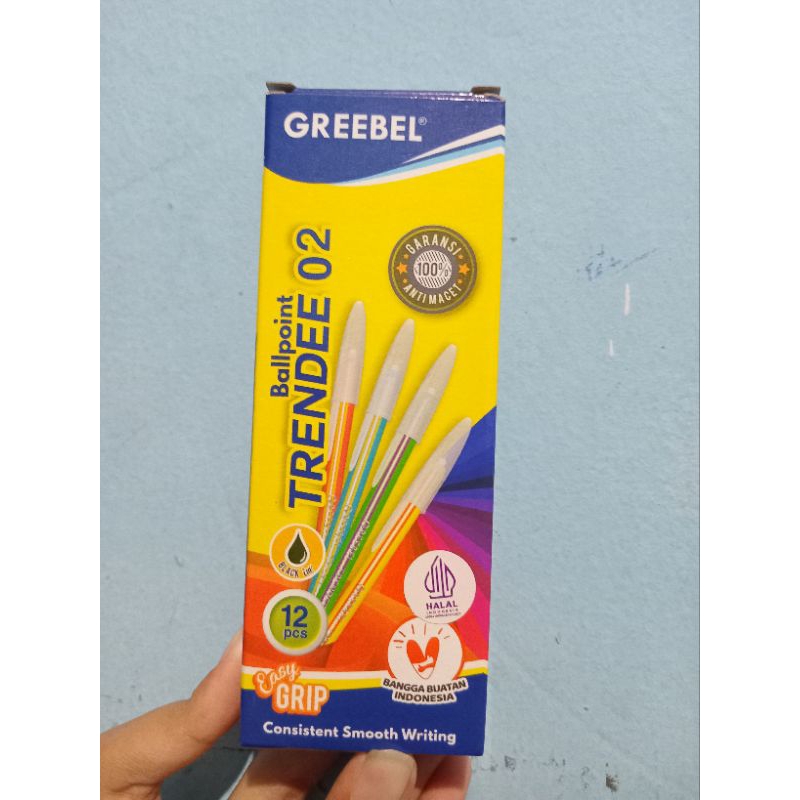 GREEBEL®
GARANSI
100%
ANTI MACET
Ballpoint
TRENDEE 02
BLACK
12
pcs
HALAL
INDONESIA
Easy
GRIP
BANGGA BUATAN
INDONESIA
Consistent Smooth Writing